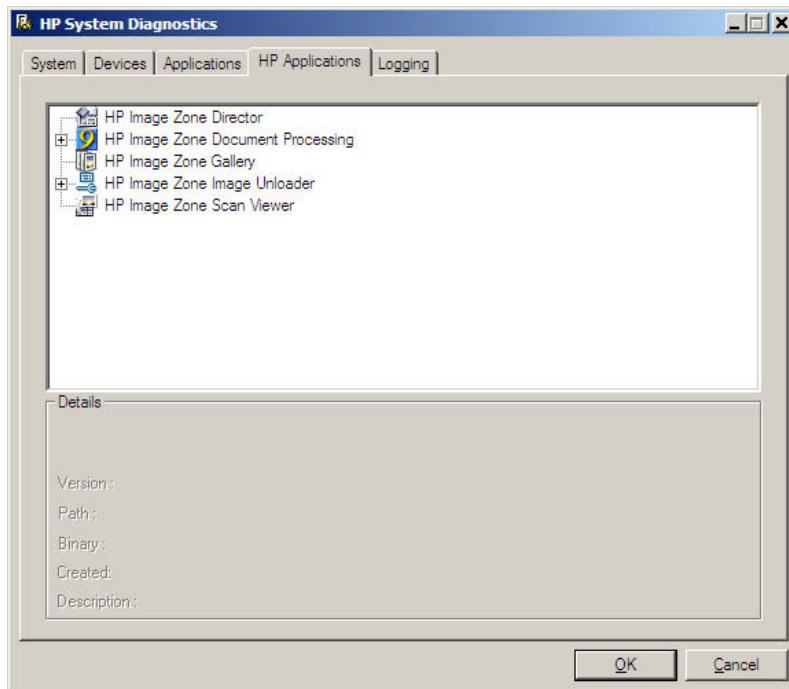 HP System Diagnostics
System Devices Applications HP Applications Logging
HP Image Zone Director
HP Image Zone Document Processing
HP Image Zone Gallery
HP Image Zone Image Unloader
HP Image Zone Scan Viewer
Details
Version :
Path :
Binary :
Created:
Description :
OK Cancel